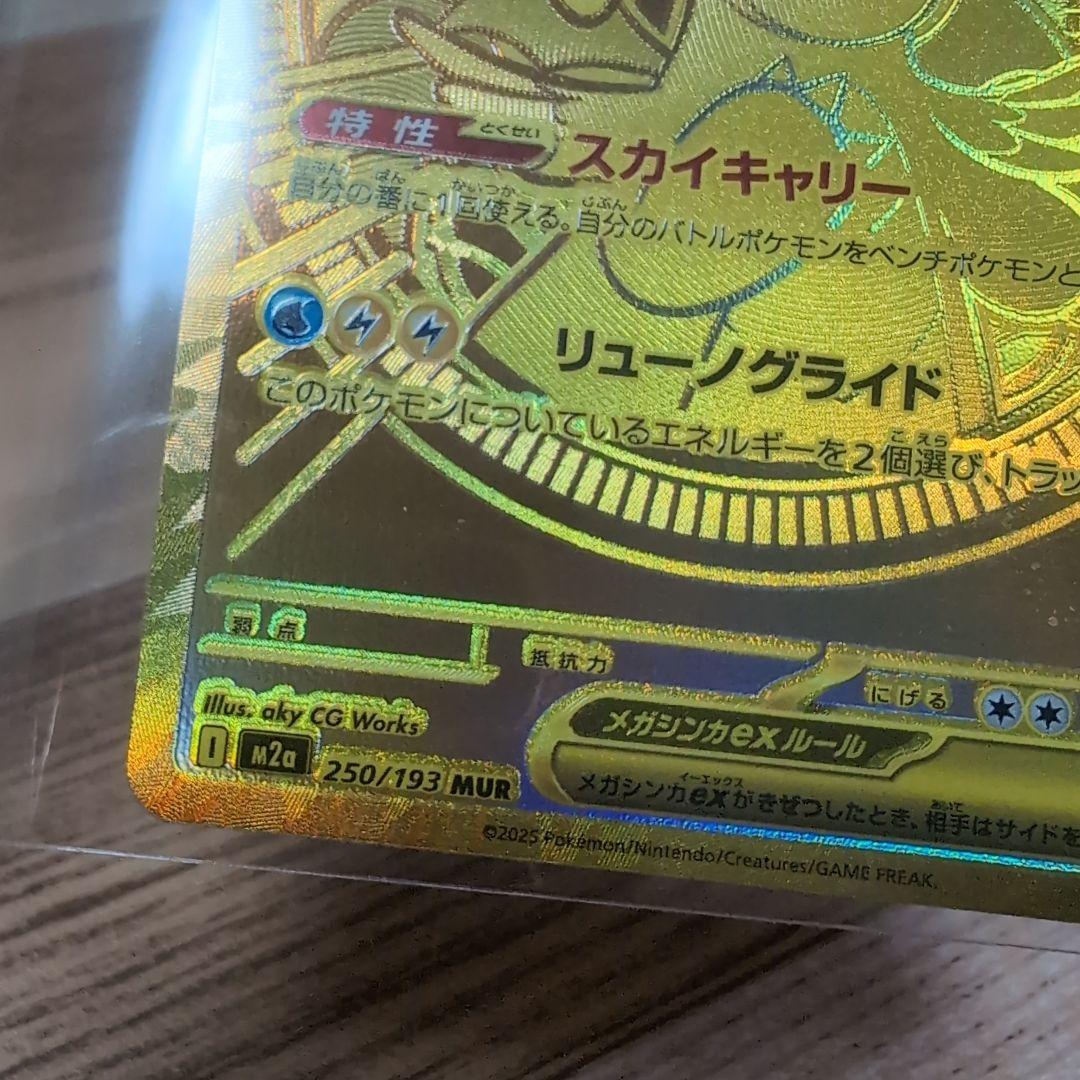 特性 とくせい スカイキャリー
自分の番に1回使える。自分のバトルポケモンをベンチポケモンと
リューノグライド
このポケモンについているエネルギーを2個選び、トラッ
弱点
抵抗力
にげる
Illus. aky CG Works
メガシンカexルール
I M2a 250/193 MUR
メガシンカexがきぜつしたとき、相手はサイドを
©2025 Pokémon/Nintendo/Creatures/GAME FREAK.